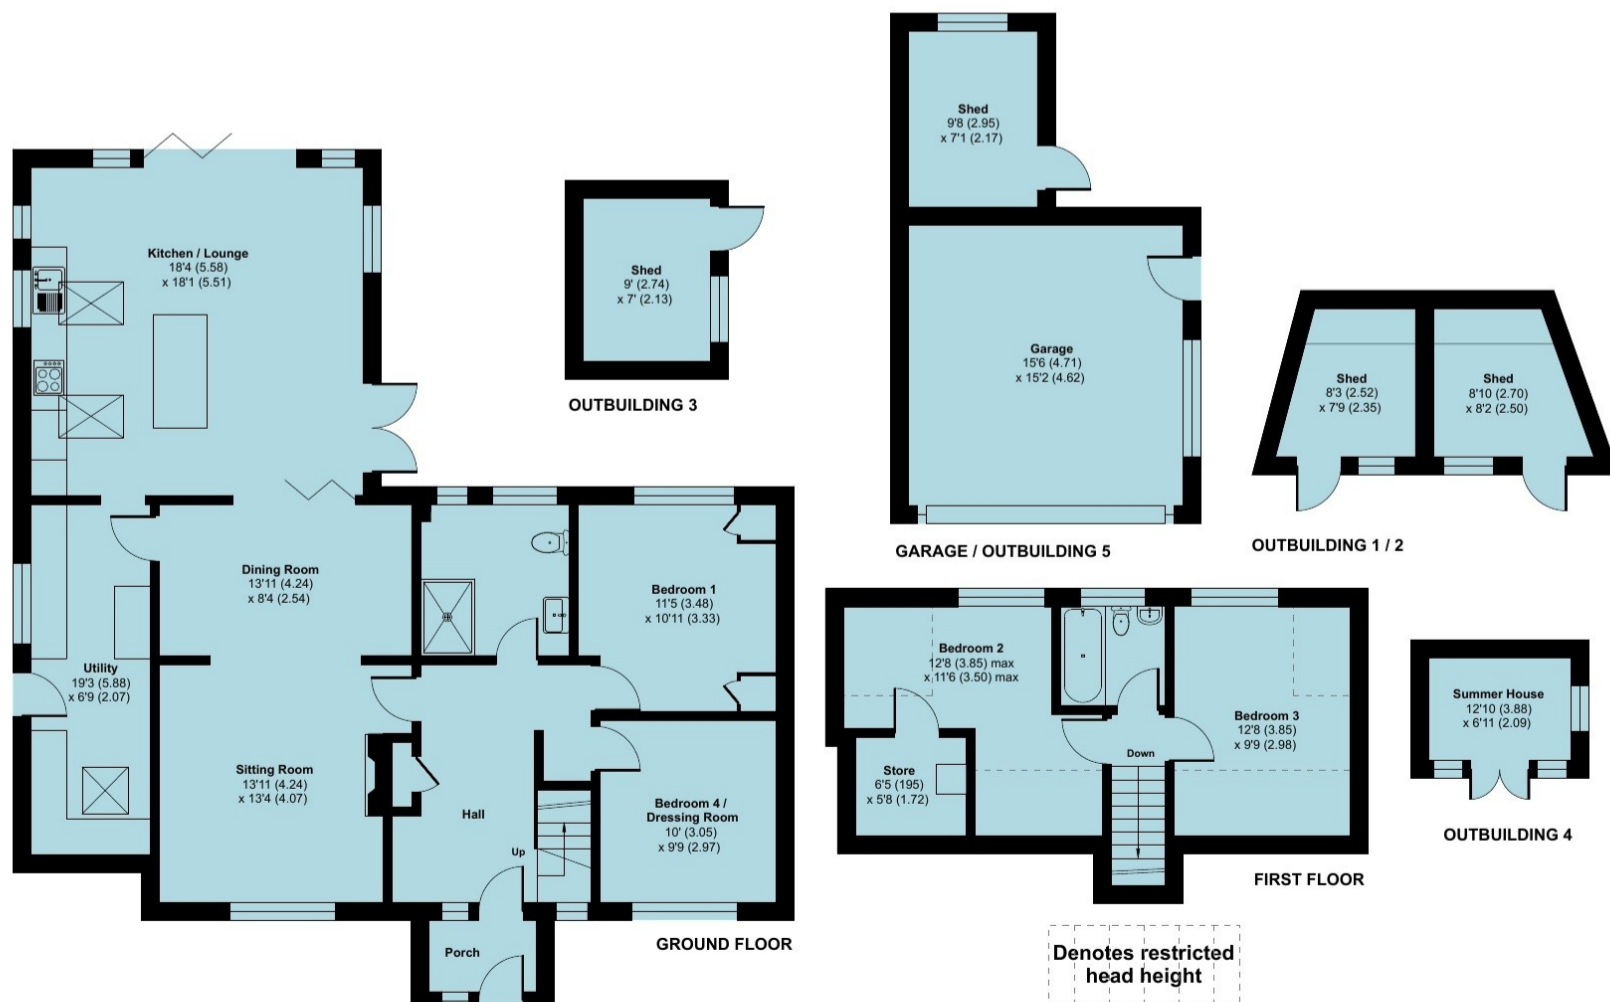 Kitchen / Lounge
18'4 (5.58)
x 18'1 (5.51)
Shed
9' (2.74)
x 7' (2.13)
OUTBUILDING 3
Shed
9'8 (2.95)
x 7'1 (2.17)
Garage
15'6 (4.71)
x 15'2 (4.62)
GARAGE / OUTBUILDING 5
Shed
8'3 (2.52)
x 7'9 (2.35)
Shed
8'10 (2.70)
x 8'2 (2.50)
OUTBUILDING 1 / 2
Dining Room
13'11 (4.24)
x 8'4 (2.54)
Bedroom 1
11'5 (3.48)
x 10'11 (3.33)
Utility
19'3 (5.88)
x 6'9 (2.07)
Sitting Room
13'11 (4.24)
x 13'4 (4.07)
Hall
Up
Bedroom 4 /
Dressing Room
10' (3.05)
x 9'9 (2.97)
Porch
GROUND FLOOR
Bedroom 2
12'8 (3.85) max
x 11'6 (3.50) max
Store
6'5 (195)
x 5'8 (1.72)
Down
Bedroom 3
12'8 (3.85)
x 9'9 (2.98)
FIRST FLOOR
Summer House
12'10 (3.88)
x 6'11 (2.09)
OUTBUILDING 4
Denotes restricted
head height